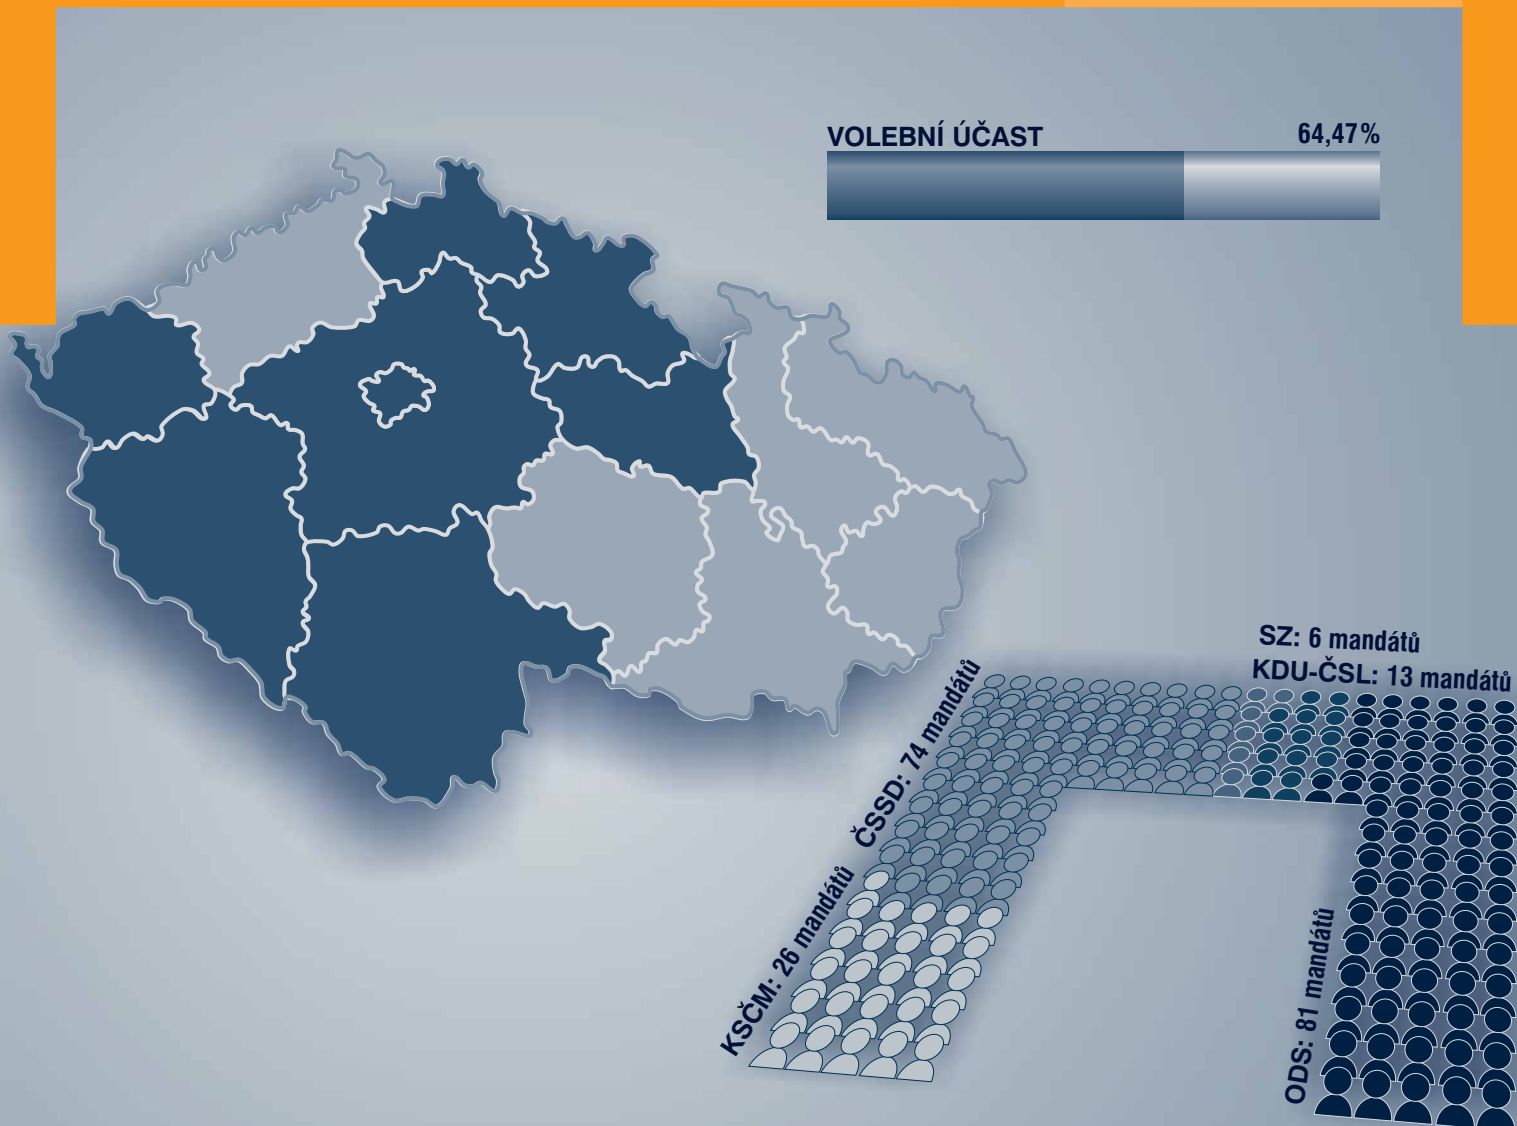 VOLEBNÍ ÚČAST 64,47%
SZ: 6 mandátů
KDU-ČSL: 13 mandátů
ČSSD: 74 mandátů
KSČM: 26 mandátů
ODS: 81 mandátů